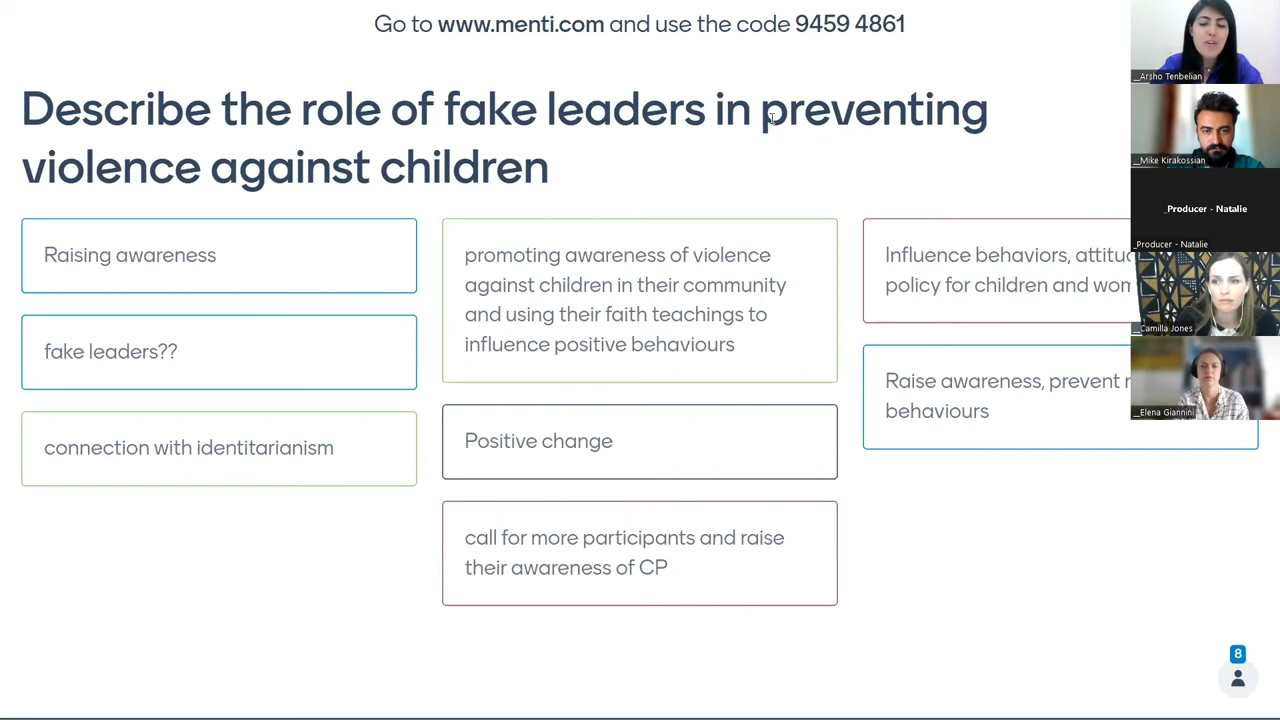 Go to www.menti.com and use the code 9459 4861
Describe the role of fake leaders in preventing
violence against children
Raising awareness
fake leaders??
connection with identitarianism
promoting awareness of violence
against children in their community
and using their faith teachings to
influence positive behaviours
Positive change
call for more participants and raise
their awareness of CP
Influence behaviors,
policy for children and
Raise awareness, prevent
behaviours
8
_Arsho Tenbelian
_Mike Kirakossian
_Producer - Natalie
_Producer - Natalie
_Camilla Jones
_Elena Giannini